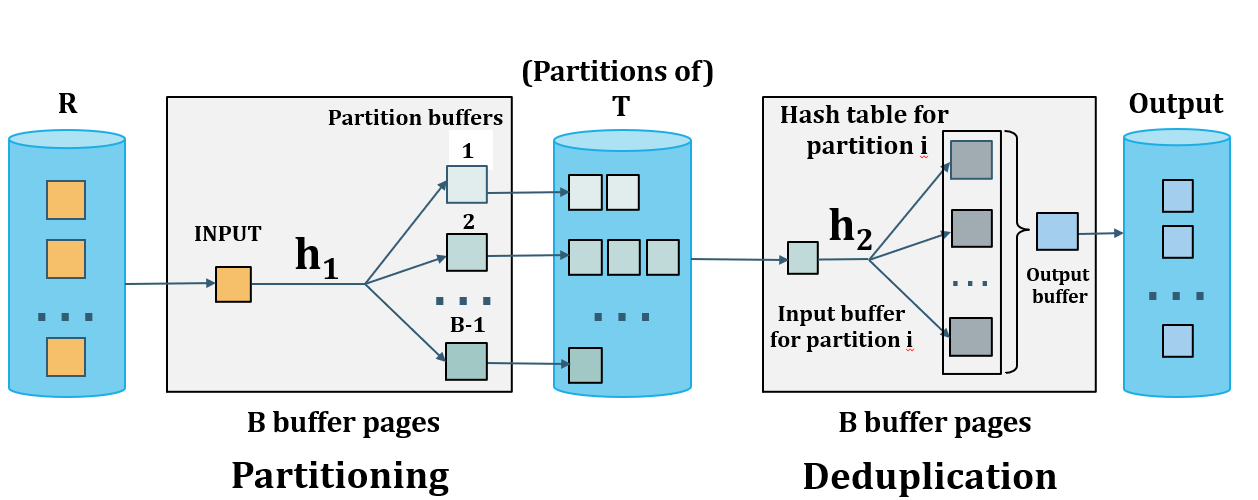 R
INPUT
h1
Partition buffers
1
2
. . .
B-1
B buffer pages
Partitioning
(Partitions of)
T
Hash table for
partition i
h2
Input buffer
for partition i
Output
buffer
B buffer pages
Deduplication
Output